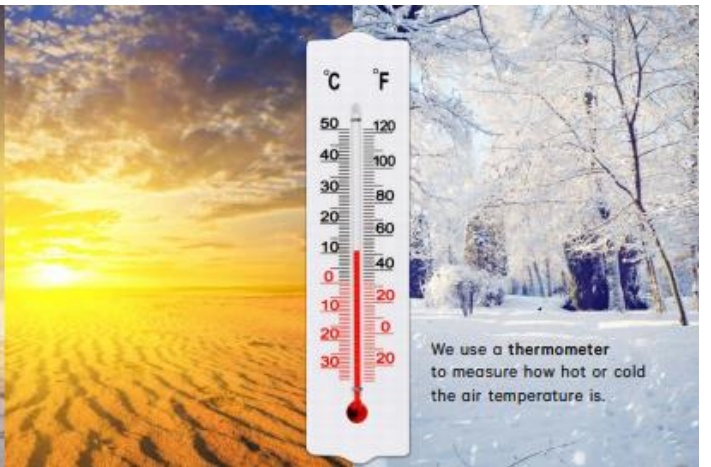 °C °F
50 120
40 100
30 80
20 60
10 40
0 20
10 0
20 20
30
We use a thermometer
to measure how hot or cold
the air temperature is.